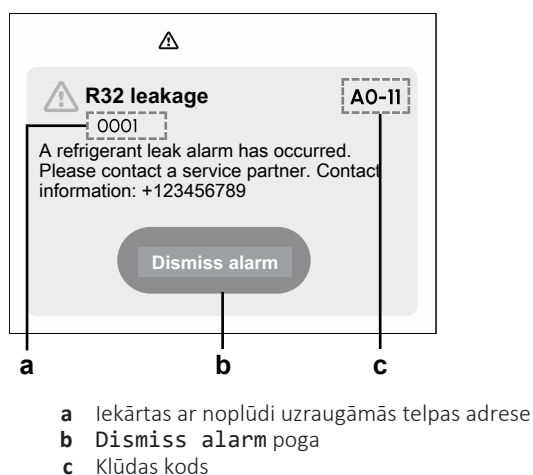 R32 leakage
A0-11
0001
A refrigerant leak alarm has occurred.
Please contact a service partner. Contact
information: +123456789
Dismiss alarm
a b c
a Iekārtas ar noplūdi uzraugāmās telpas adrese
b Dismiss alarm poga
c Kļūdas kods